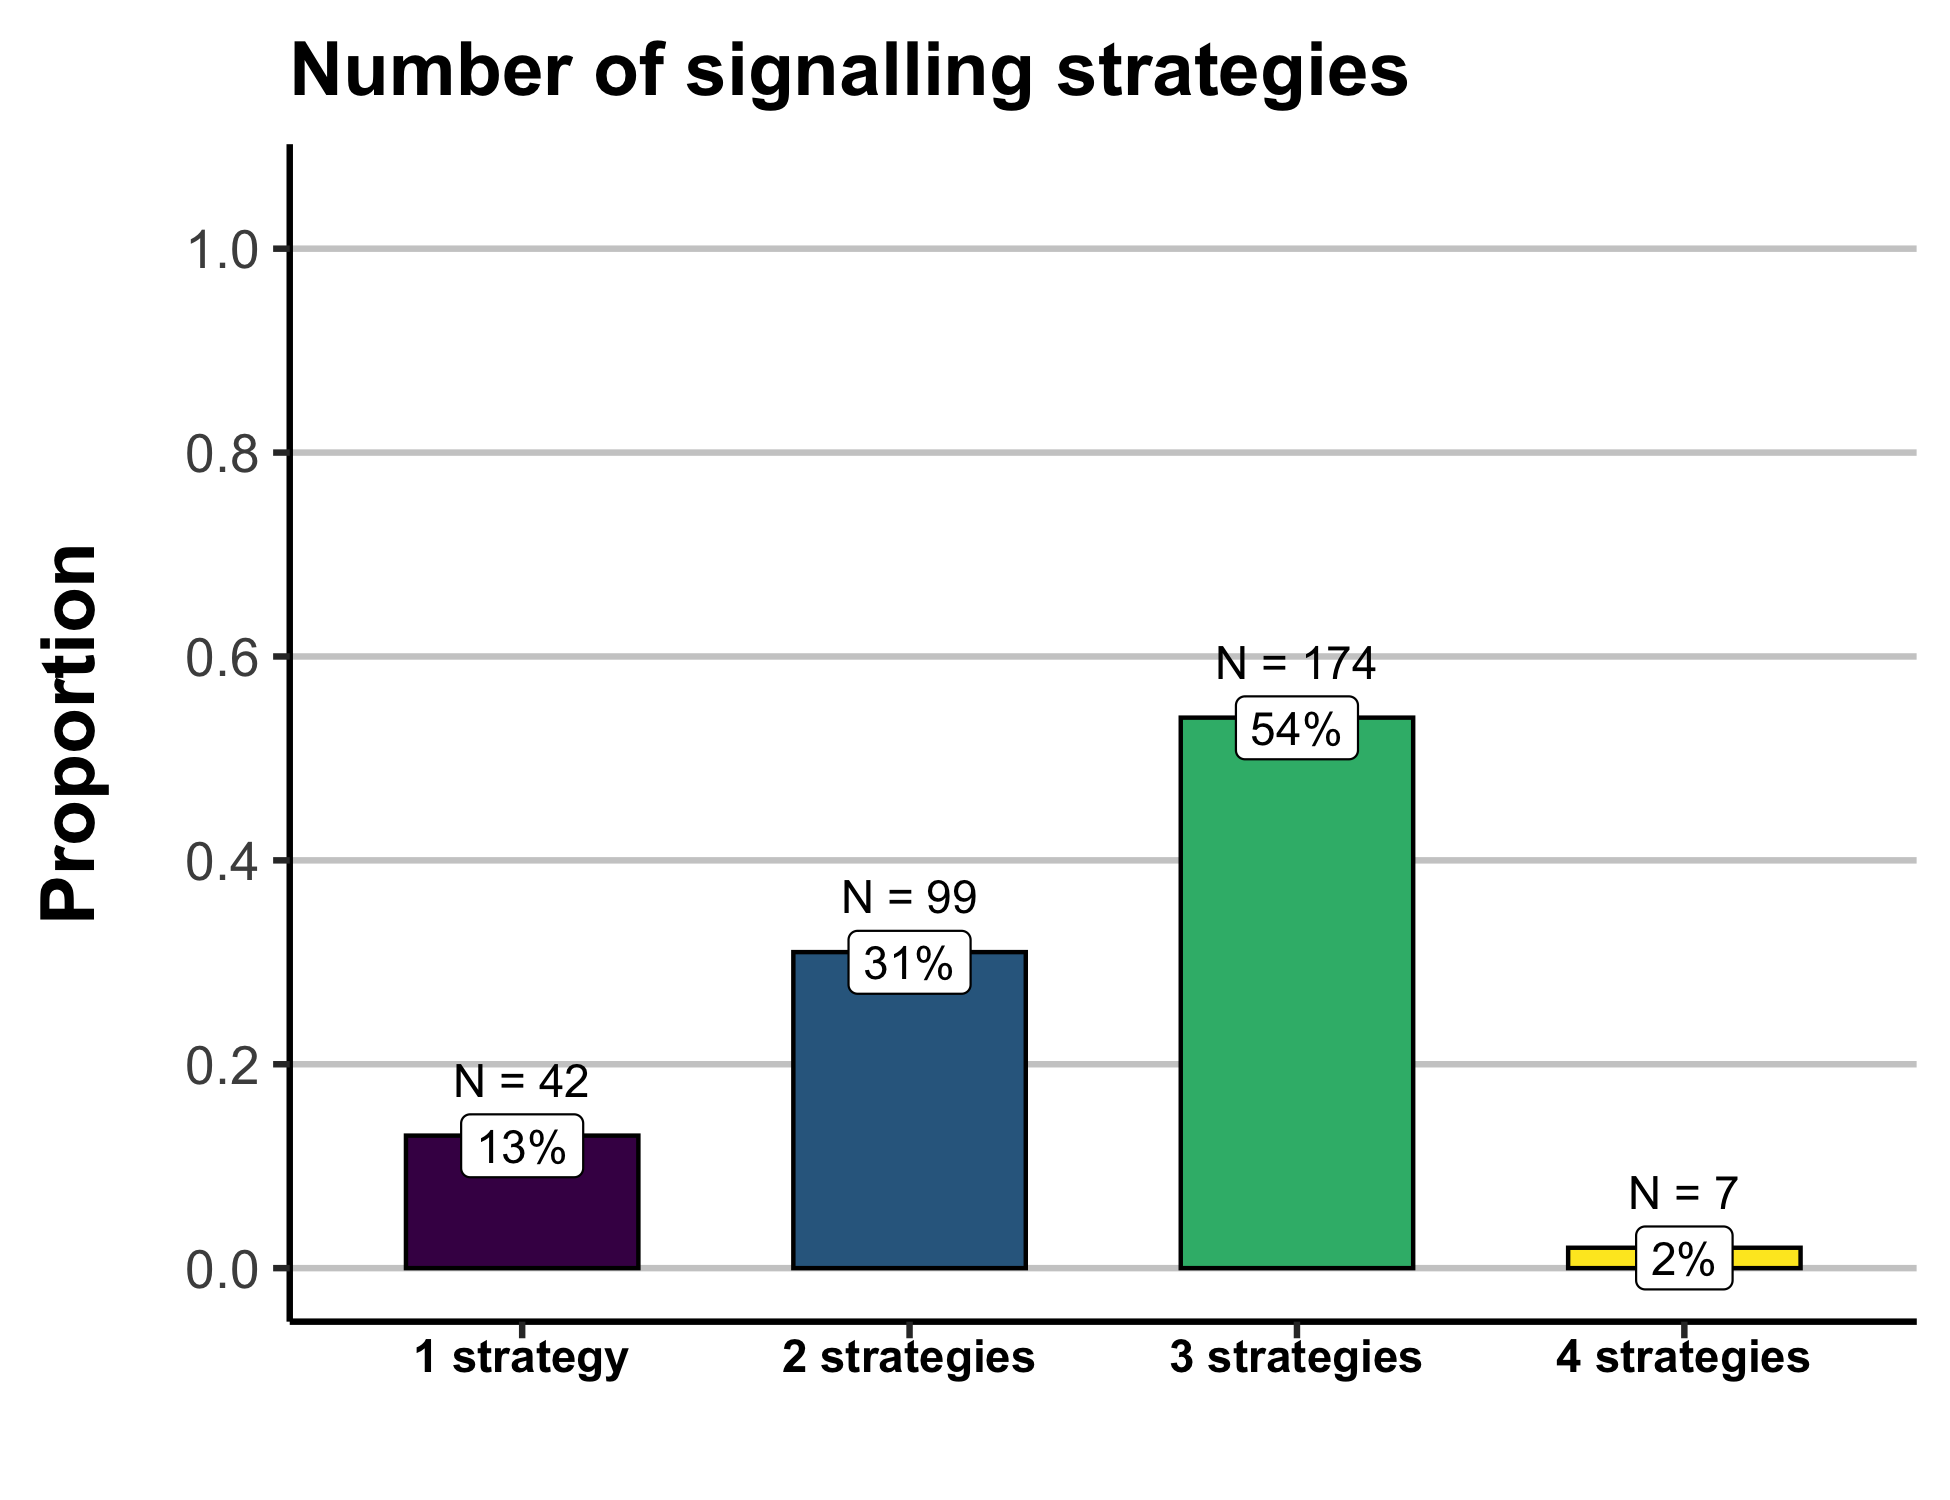 Number of signalling strategies
Proportion
1.0
0.8
0.6
0.4
0.2
0.0
N = 42
13%
N = 99
31%
N = 174
54%
N = 7
2%
1 strategy
2 strategies
3 strategies
4 strategies